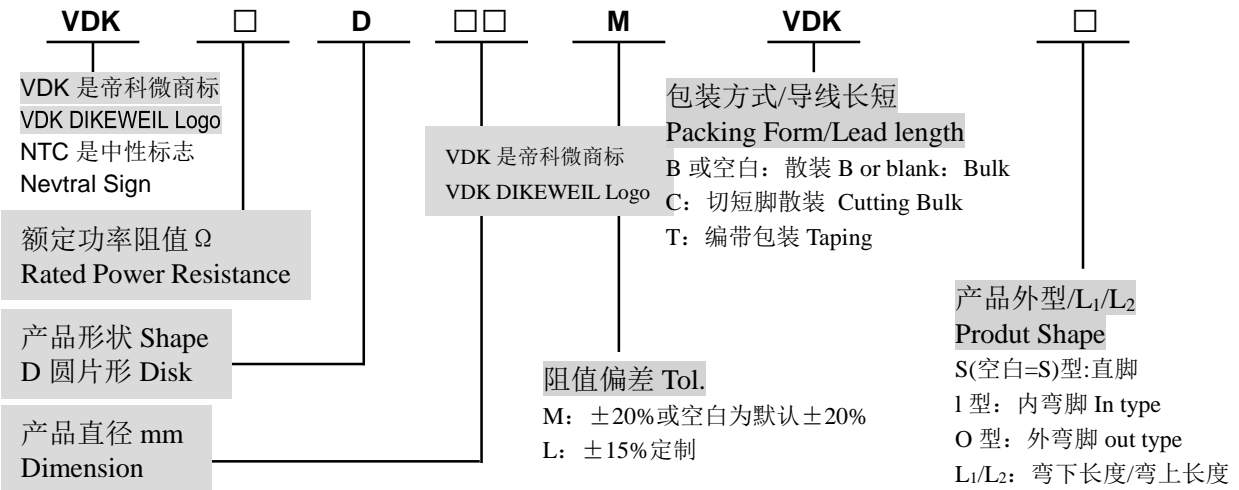 VDK □ D □□ M VDK □
VDK 是帝科微商标
VDK DIKEWEIL Logo
NTC 是中性标志
Nevtral Sign
额定功率阻值 Ω
Rated Power Resistance
产品形状 Shape
D 圆片形 Disk
产品直径 mm
Dimension
VDK 是帝科微商标
VDK DIKEWEIL Logo
阻值偏差 Tol.
M：±20%或空白为默认±20%
L：±15%定制
包装方式/导线长短
Packing Form/Lead length
B 或空白：散装 B or blank：Bulk
C：切短脚散装 Cutting Bulk
T：编带包装 Taping
产品外型/L₁/L₂
Produt Shape
S(空白=S)型:直脚
l 型：内弯脚 In type
O 型：外弯脚 out type
L₁/L₂：弯下长度/弯上长度